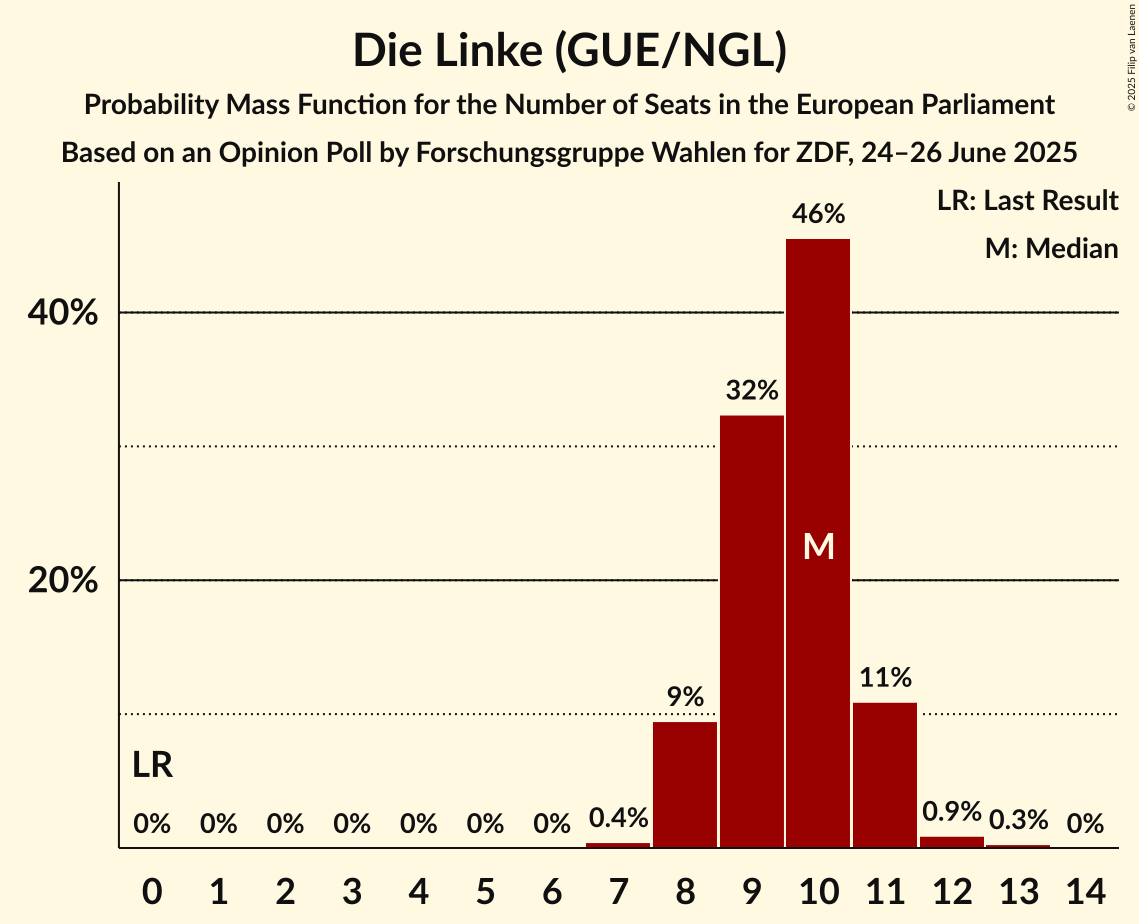 Die Linke (GUE/NGL)
Probability Mass Function for the Number of Seats in the European Parliament
Based on an Opinion Poll by Forschungsgruppe Wahlen for ZDF, 24–26 June 2025
© 2025 Filip van Laenen
LR: Last Result
M: Median
46%
40%
32%
M
20%
11%
9%
LR
0% 0% 0% 0% 0% 0% 0% 0.4% 0.9% 0.3% 0%
0 1 2 3 4 5 6 7 8 9 10 11 12 13 14